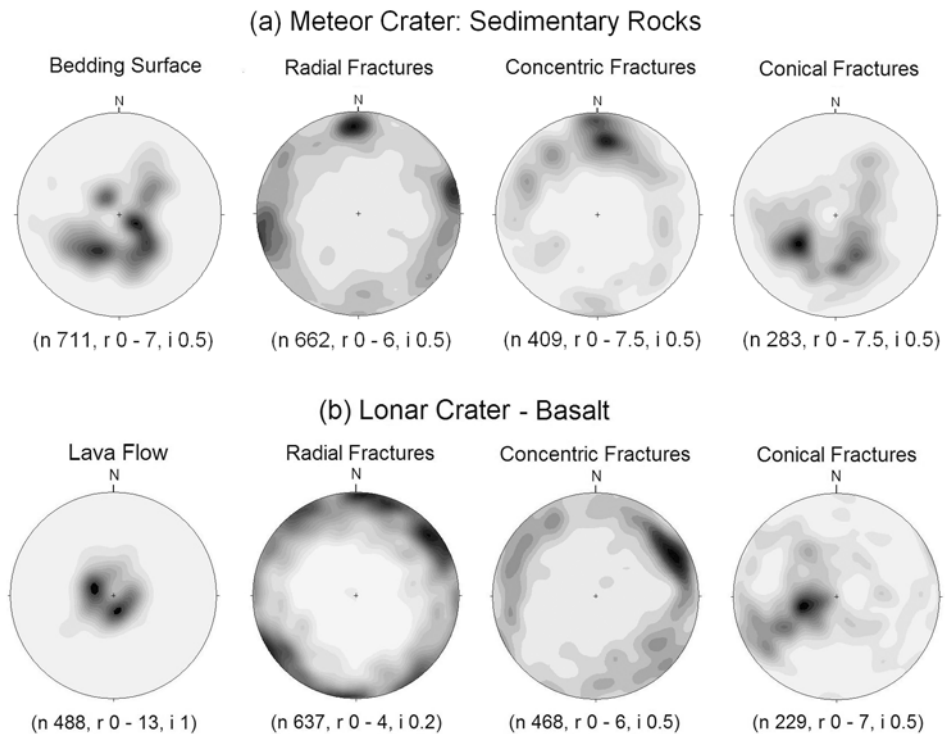 (a) Meteor Crater: Sedimentary Rocks
Bedding Surface Radial Fractures Concentric Fractures Conical Fractures
N N N N
(n 711, r 0 - 7, i 0.5) (n 662, r 0 - 6, i 0.5) (n 409, r 0 - 7.5, i 0.5) (n 283, r 0 - 7.5, i 0.5)
(b) Lonar Crater - Basalt
Lava Flow Radial Fractures Concentric Fractures Conical Fractures
N N N N
(n 488, r 0 - 13, i 1) (n 637, r 0 - 4, i 0.2) (n 468, r 0 - 6, i 0.5) (n 229, r 0 - 7, i 0.5)